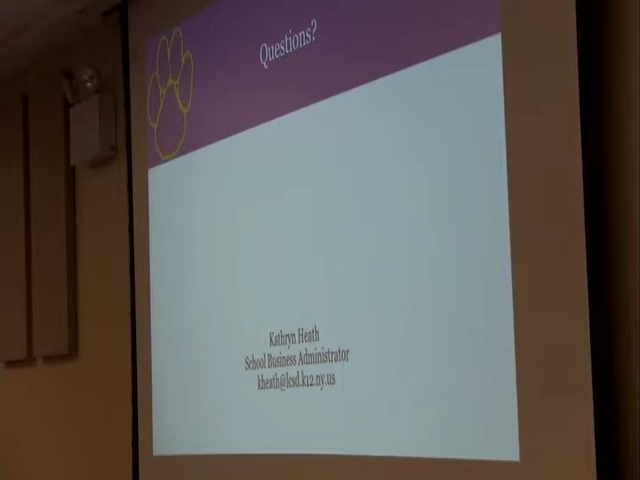 Questions?
Kathryn Heath
School Business Administrator
kheath@lcsd.k12.ny.us